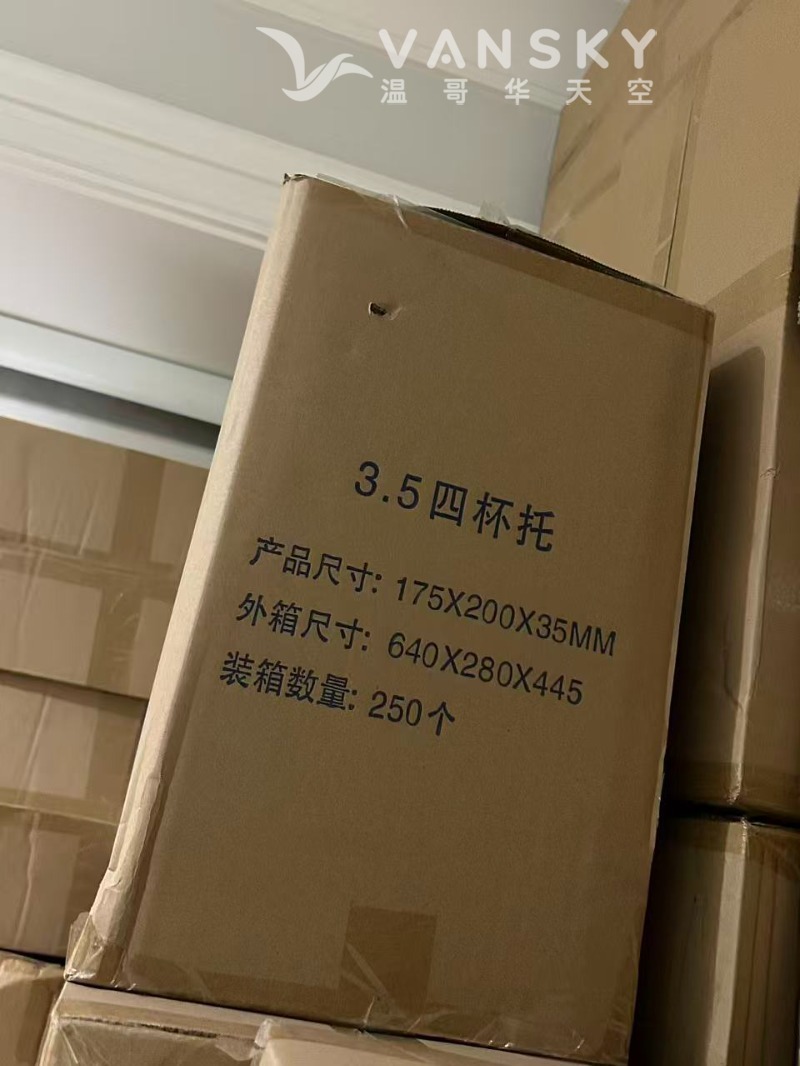 VANSKY
温哥华天空
3.5四杯托
产品尺寸: 175X200X35MM
外箱尺寸: 640X280X445
装箱数量: 250个